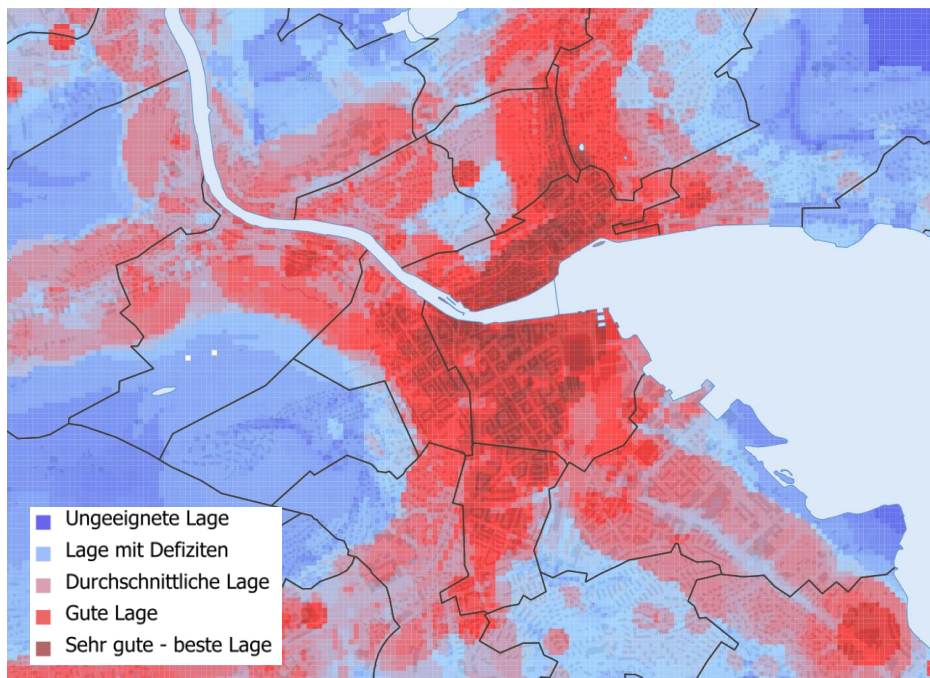 Ungeeignete Lage
Lage mit Defiziten
Durchschnittliche Lage
Gute Lage
Sehr gute - beste Lage